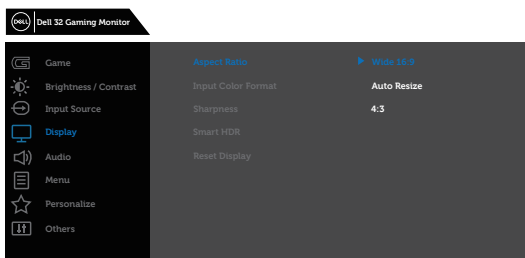 DELL Dell 32 Gaming Monitor
Game
Brightness / Contrast
Input Source
Display
Audio
Menu
Personalize
Others
Aspect Ratio
Input Color Format
Sharpness
Smart HDR
Reset Display
Wide 16:9
Auto Resize
4:3